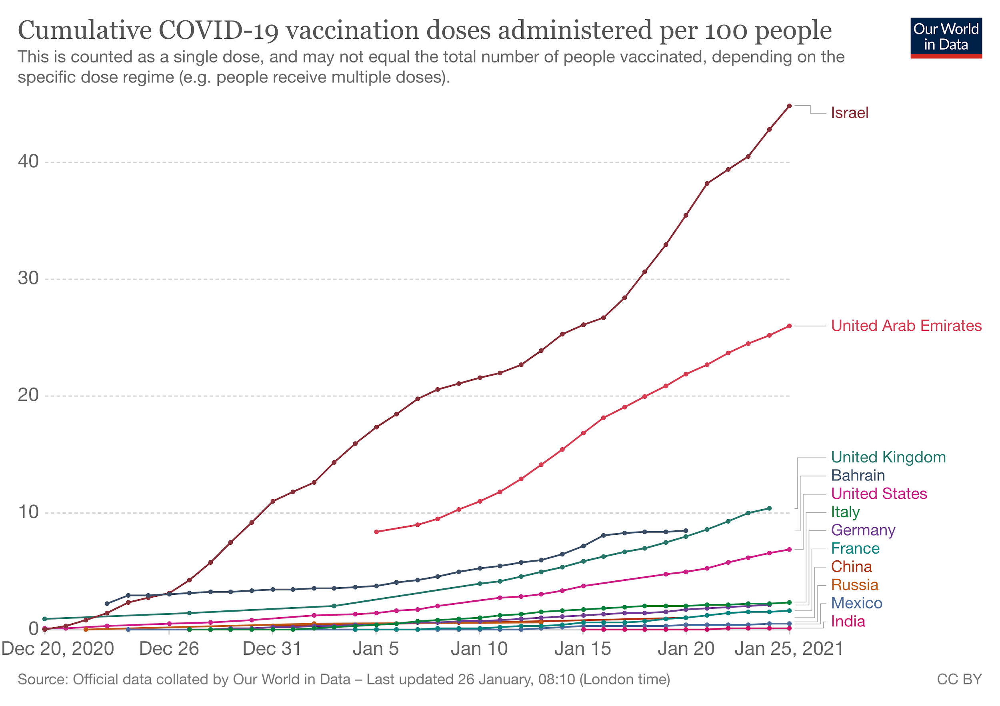 Cumulative COVID-19 vaccination doses administered per 100 people
This is counted as a single dose, and may not equal the total number of people vaccinated, depending on the
specific dose regime (e.g. people receive multiple doses).
Our World
in Data
Israel
40
30
United Arab Emirates
20
United Kingdom
Bahrain
United States
10
Italy
Germany
France
China
Russia
Mexico
India
0
Dec 20, 2020
Dec 26
Dec 31
Jan 5
Jan 10
Jan 15
Jan 20
Jan 25, 2021
Source: Official data collated by Our World in Data – Last updated 26 January, 08:10 (London time)
CC BY